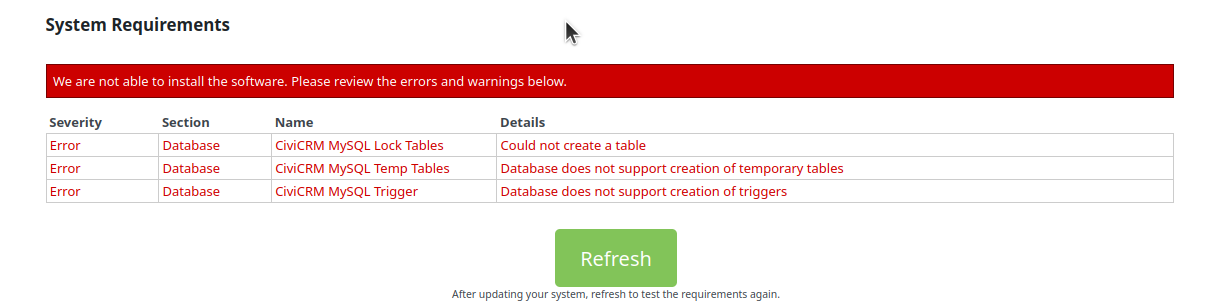 System Requirements
We are not able to install the software. Please review the errors and warnings below.
Severity Section Name Details
Error Database CiviCRM MySQL Lock Tables Could not create a table
Error Database CiviCRM MySQL Temp Tables Database does not support creation of temporary tables
Error Database CiviCRM MySQL Trigger Database does not support creation of triggers
Refresh
After updating your system, refresh to test the requirements again.